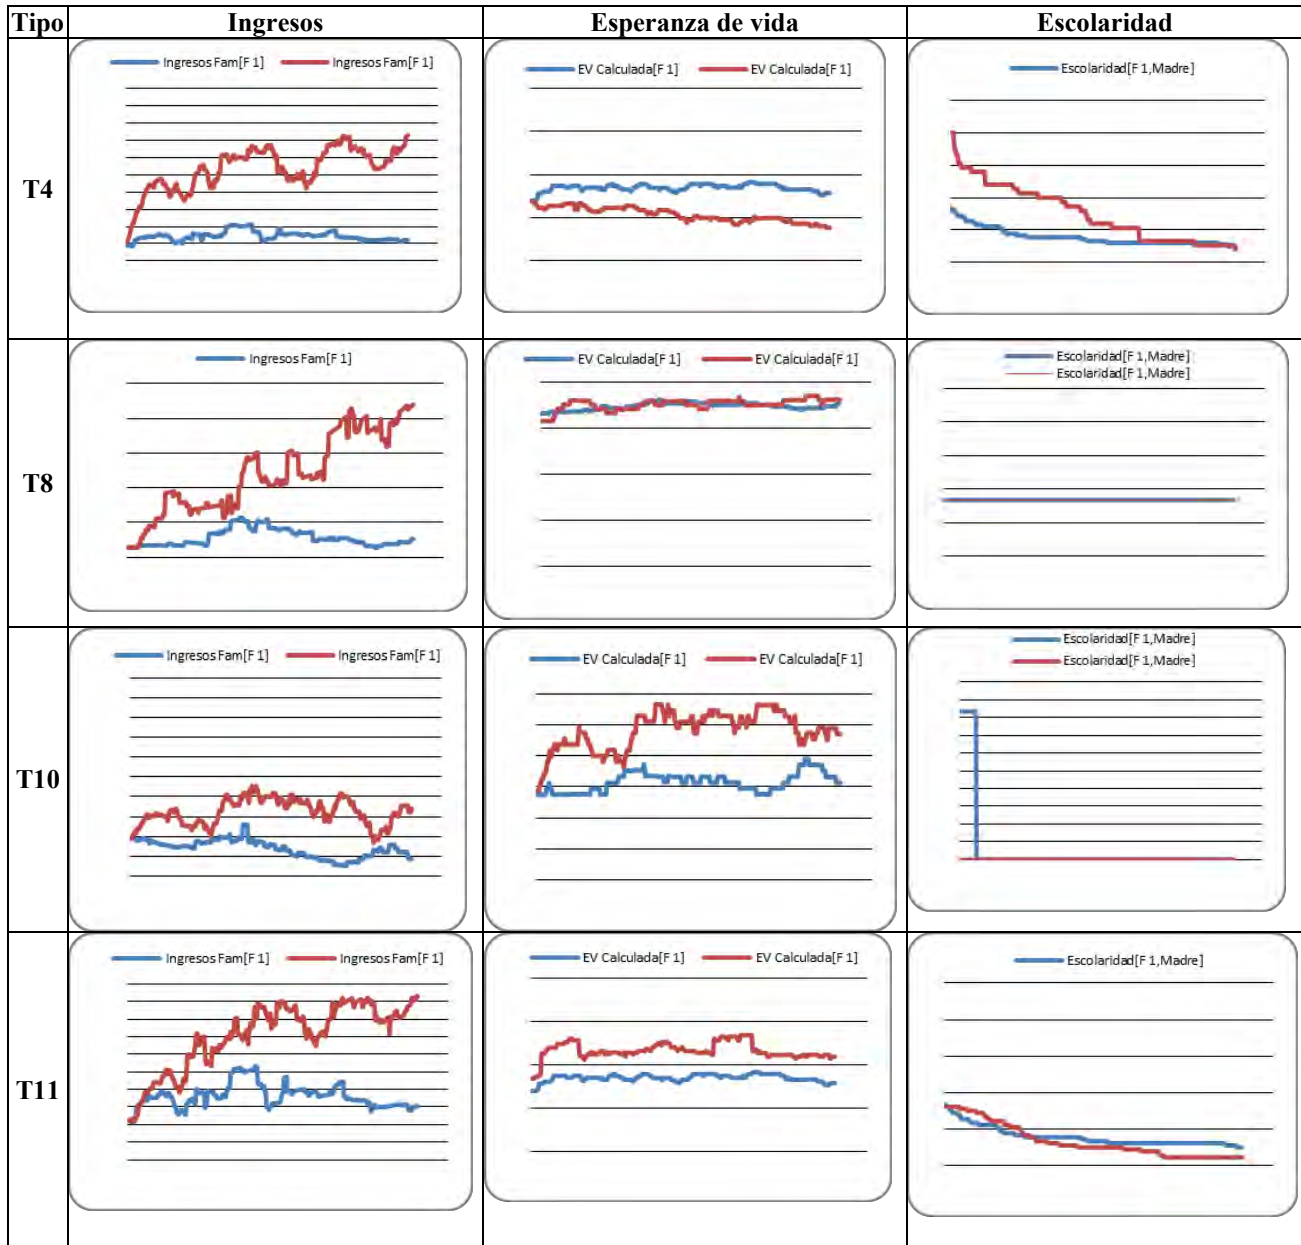 Tipo Ingresos Esperanza de vida Escolaridad
T4
Ingresos Fam[F 1] Ingresos Fam[F 1]
EV Calculada[F 1] EV Calculada[F 1]
Escolaridad[F 1,Madre]
T8
Ingresos Fam[F 1]
EV Calculada[F 1] EV Calculada[F 1]
Escolaridad[F 1,Madre]
Escolaridad[F 1,Madre]
T10
Ingresos Fam[F 1] Ingresos Fam[F 1]
EV Calculada[F 1] EV Calculada[F 1]
Escolaridad[F 1,Madre]
Escolaridad[F 1,Madre]
T11
Ingresos Fam[F 1] Ingresos Fam[F 1]
EV Calculada[F 1] EV Calculada[F 1]
Escolaridad[F 1,Madre]